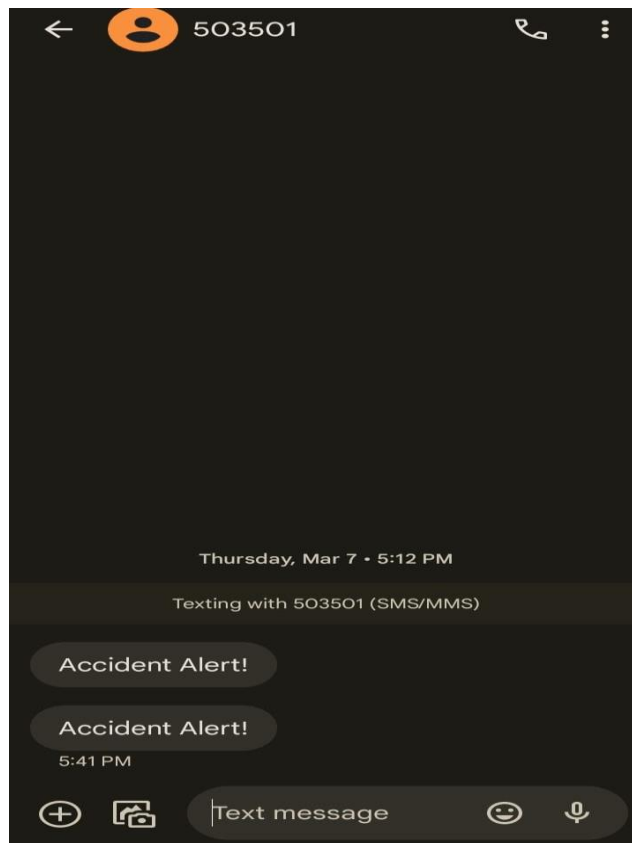 503501
Thursday, Mar 7 • 5:12 PM
Texting with 503501 (SMS/MMS)
Accident Alert!
Accident Alert!
5:41 PM
Text message